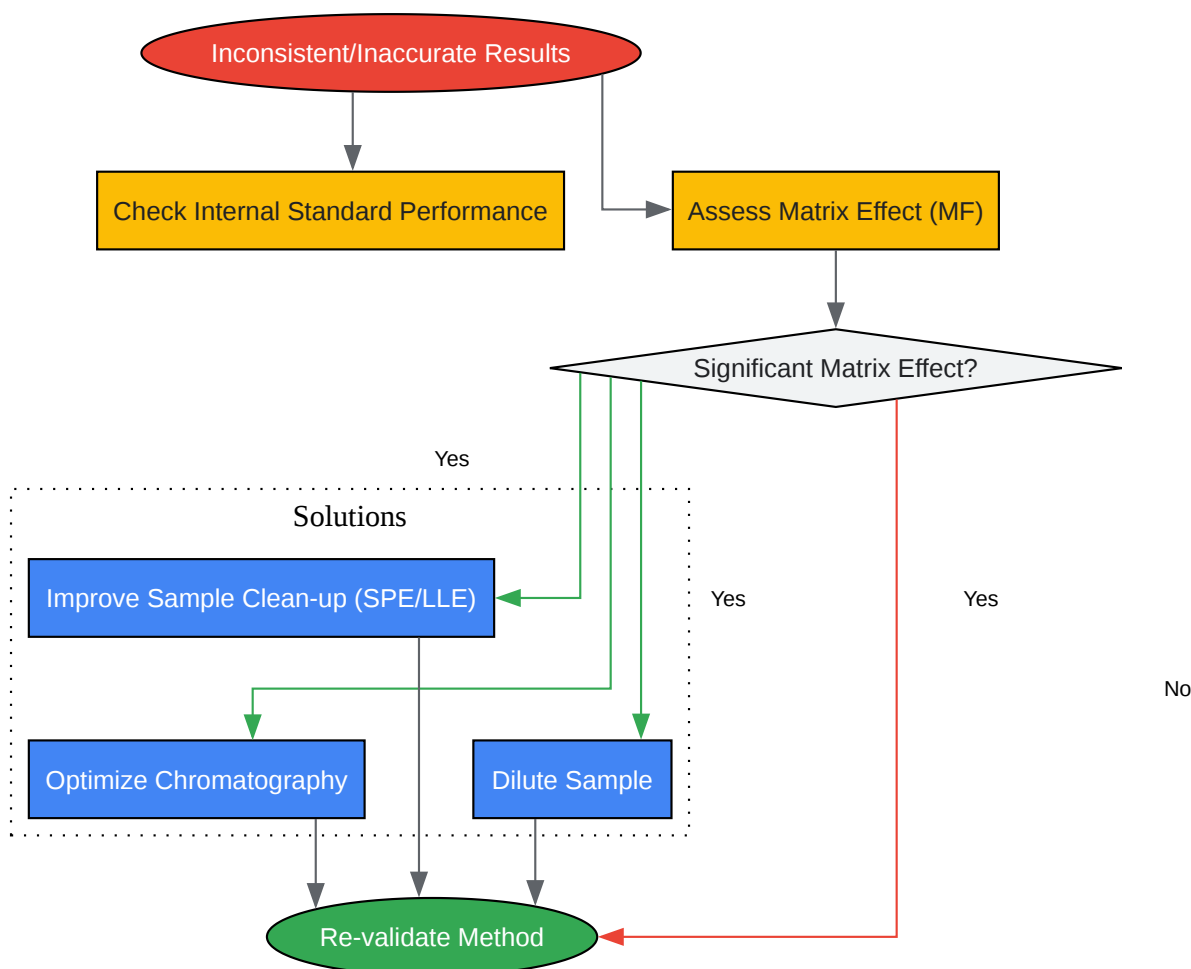 Inconsistent/Inaccurate Results
Check Internal Standard Performance
Assess Matrix Effect (MF)
Significant Matrix Effect?
Yes
Solutions
Improve Sample Clean-up (SPE/LLE)
Yes
Yes
No
Optimize Chromatography
Dilute Sample
Re-validate Method